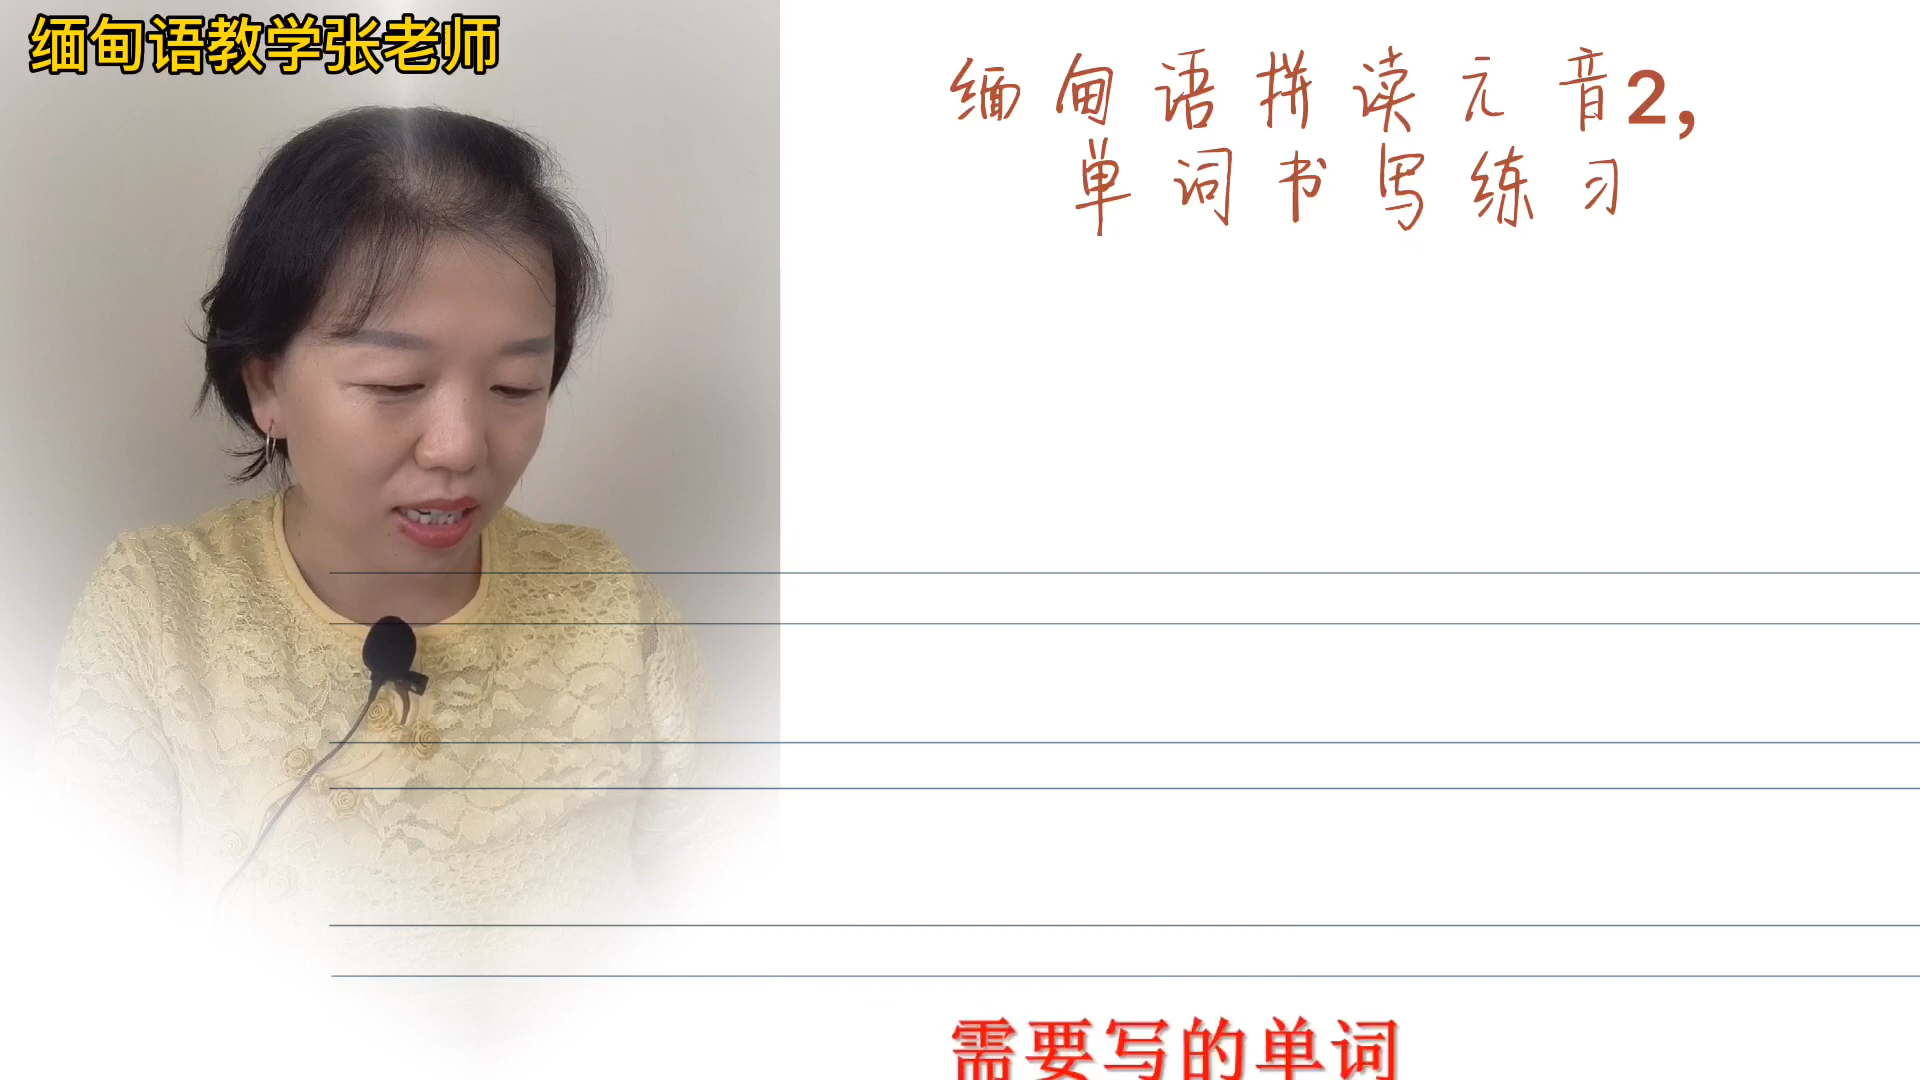 缅甸语教学张老师
缅甸语拼读元音2,
单词书写练习
需要写的单词